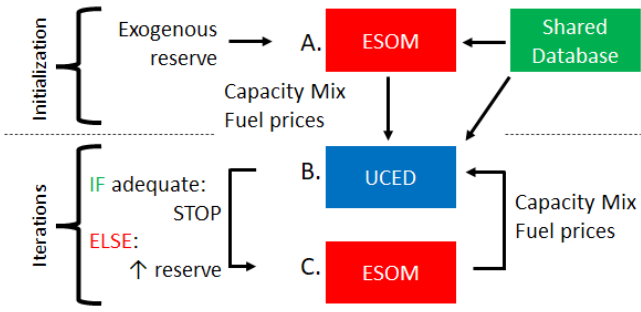 Initialization
Exogenous
reserve
A.
ESOM
Shared
Database
Capacity Mix
Fuel prices
Iterations
IF adequate:
STOP
ELSE:
↑ reserve
B.
UCED
C.
ESOM
Capacity Mix
Fuel prices